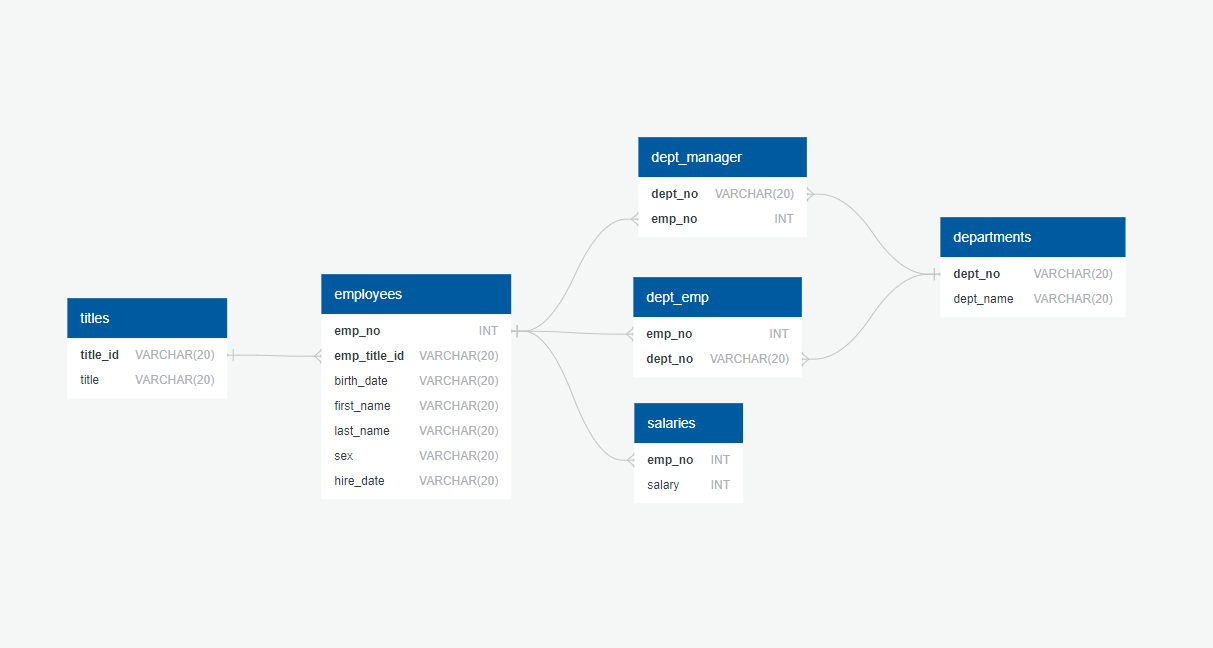 titles
title_id VARCHAR(20)
title VARCHAR(20)
employees
emp_no INT
emp_title_id VARCHAR(20)
birth_date VARCHAR(20)
first_name VARCHAR(20)
last_name VARCHAR(20)
sex VARCHAR(20)
hire_date VARCHAR(20)
dept_manager
dept_no VARCHAR(20)
emp_no INT
dept_emp
emp_no INT
dept_no VARCHAR(20)
salaries
emp_no INT
salary INT
departments
dept_no VARCHAR(20)
dept_name VARCHAR(20)